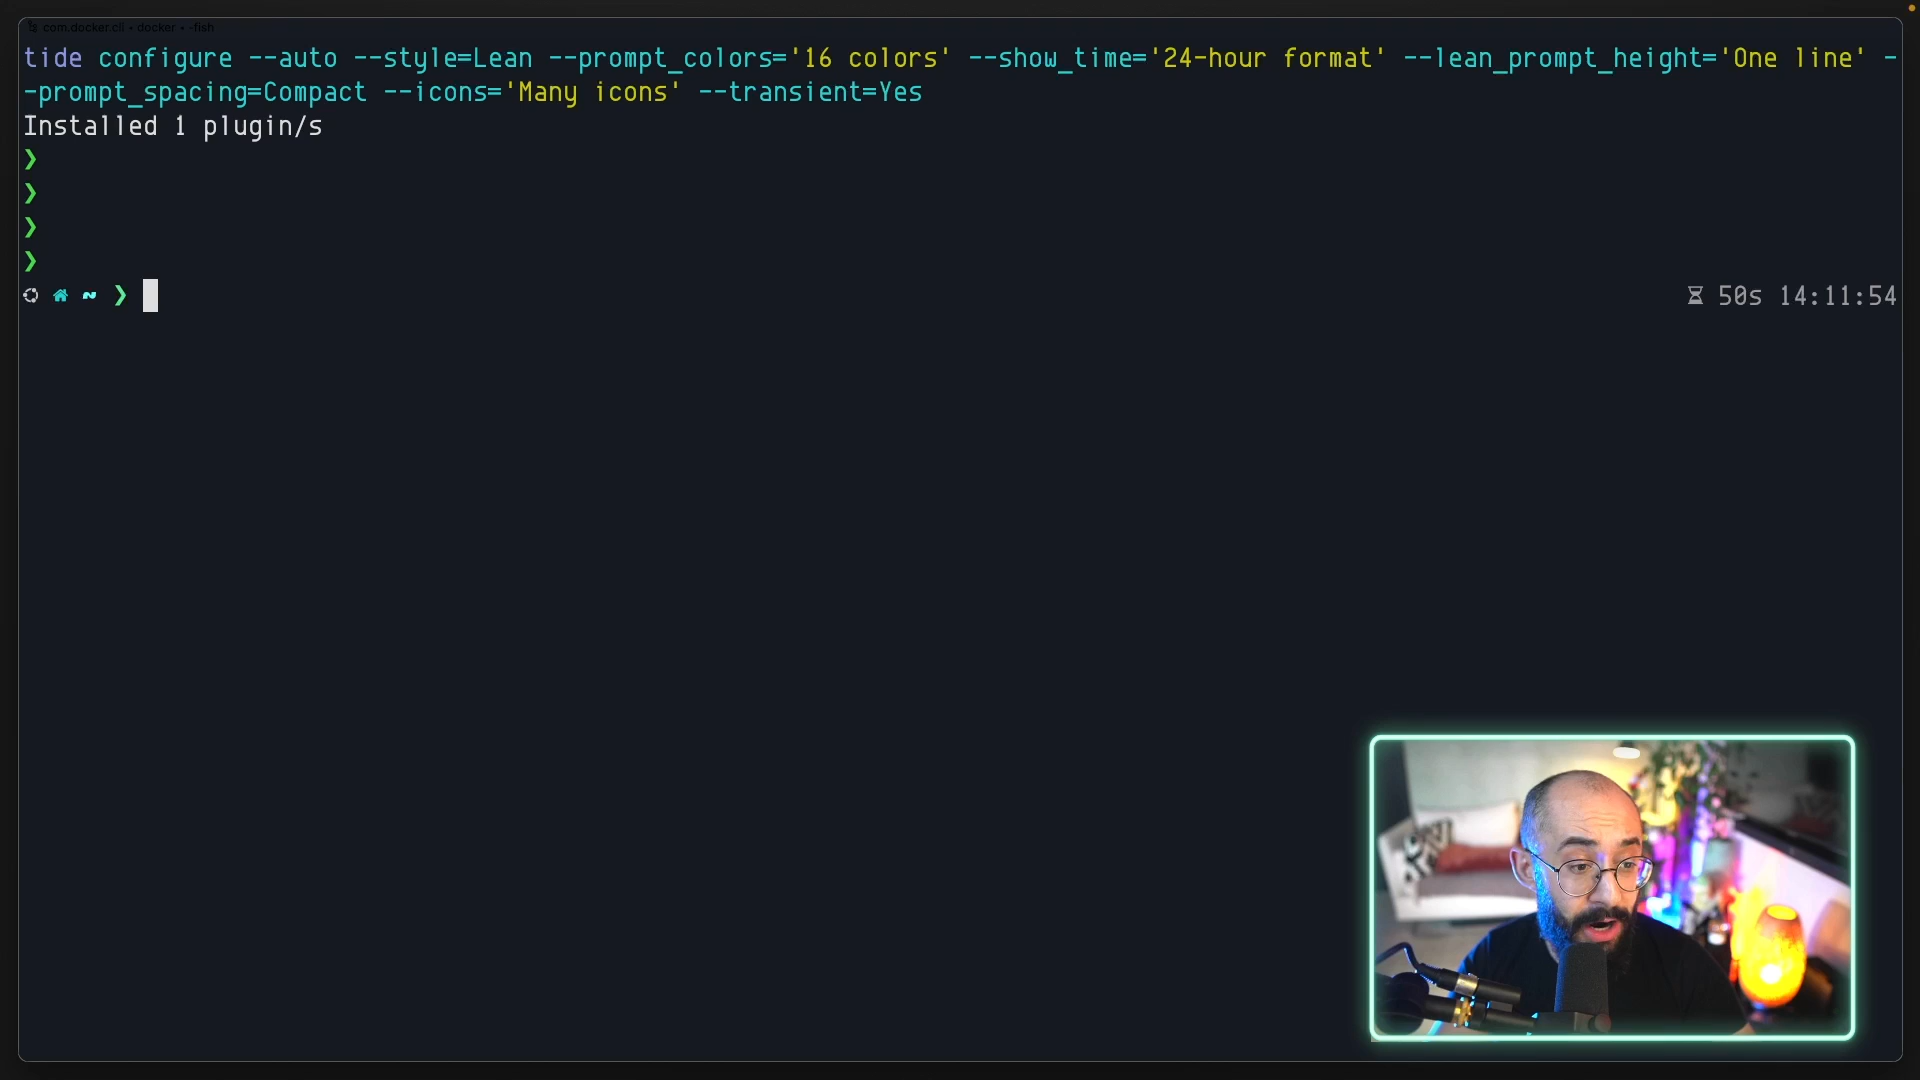 com.docker.cli • docker • -fish
tide configure --auto --style=Lean --prompt_colors='16 colors' --show_time='24-hour format' --lean_prompt_height='One line' -
-prompt_spacing=Compact --icons='Many icons' --transient=Yes
Installed 1 plugin/s
❯
❯
❯
❯
~ ❯ 50s 14:11:54